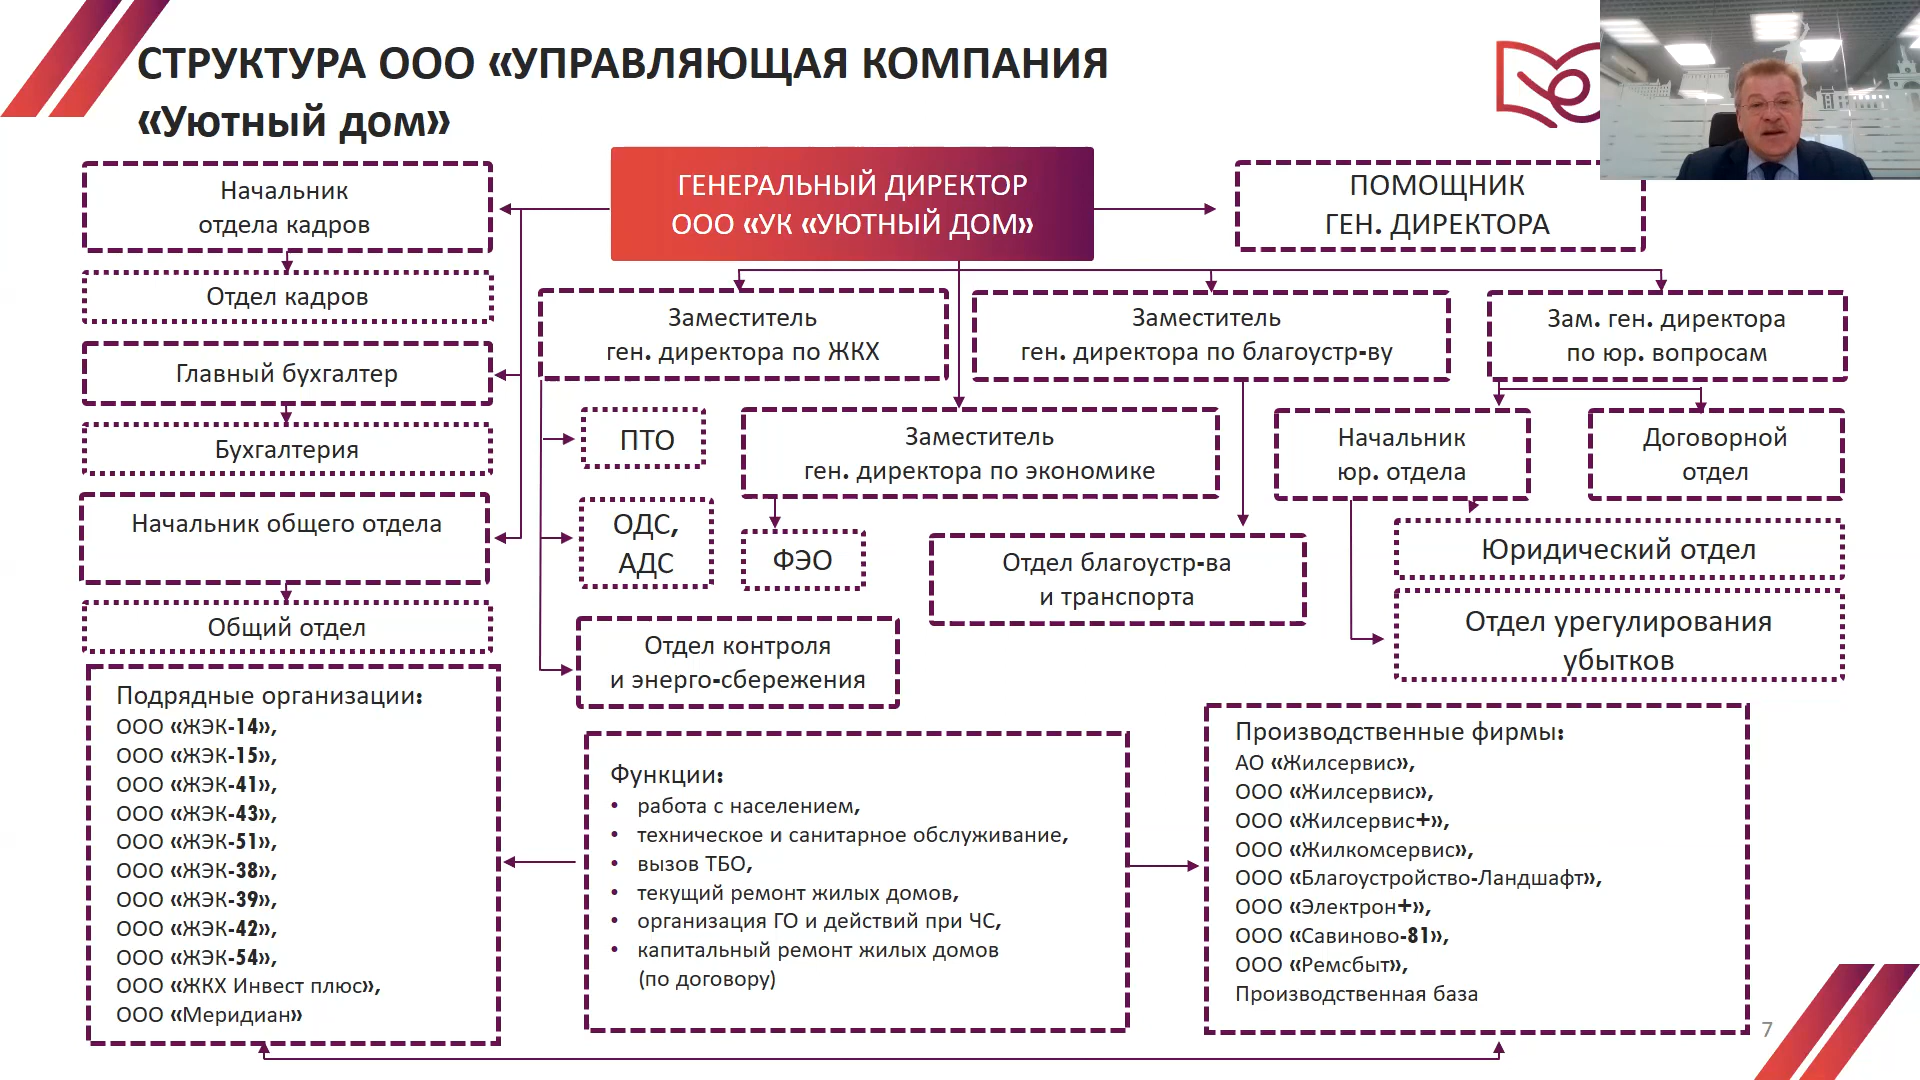 СТРУКТУРА ООО «УПРАВЛЯЮЩАЯ КОМПАНИЯ
«Уютный дом»
Начальник
отдела кадров
ГЕНЕРАЛЬНЫЙ ДИРЕКТОР
ООО «УК «УЮТНЫЙ ДОМ»
ПОМОЩНИК
ГЕН. ДИРЕКТОРА
Отдел кадров
Заместитель
ген. директора по ЖКХ
Заместитель
ген. директора по благоустр-ву
Зам. ген. директора
по юр. вопросам
Главный бухгалтер
Бухгалтерия
ПТО
Заместитель
ген. директора по экономике
Начальник
юр. отдела
Договорной
отдел
Начальник общего отдела
ОДС,
АДС
ФЭО
Отдел благоустр-ва
и транспорта
Юридический отдел
Общий отдел
Отдел контроля
и энерго-сбережения
Отдел урегулирования
убытков
Подрядные организации:
ООО «ЖЭК-14»,
ООО «ЖЭК-15»,
ООО «ЖЭК-41»,
ООО «ЖЭК-43»,
ООО «ЖЭК-51»,
ООО «ЖЭК-38»,
ООО «ЖЭК-39»,
ООО «ЖЭК-42»,
ООО «ЖЭК-54»,
ООО «ЖКХ Инвест плюс»,
ООО «Меридиан»
Функции:
• работа с населением,
• техническое и санитарное обслуживание,
• вызов ТБО,
• текущий ремонт жилых домов,
• организация ГО и действий при ЧС,
• капитальный ремонт жилых домов
(по договору)
Производственные фирмы:
АО «Жилсервис»,
ООО «Жилсервис»,
ООО «Жилсервис+»,
ООО «Жилкомсервис»,
ООО «Благоустройство-Ландшафт»,
ООО «Электрон+»,
ООО «Савиново-81»,
ООО «Ремсбыт»,
Производственная база
7